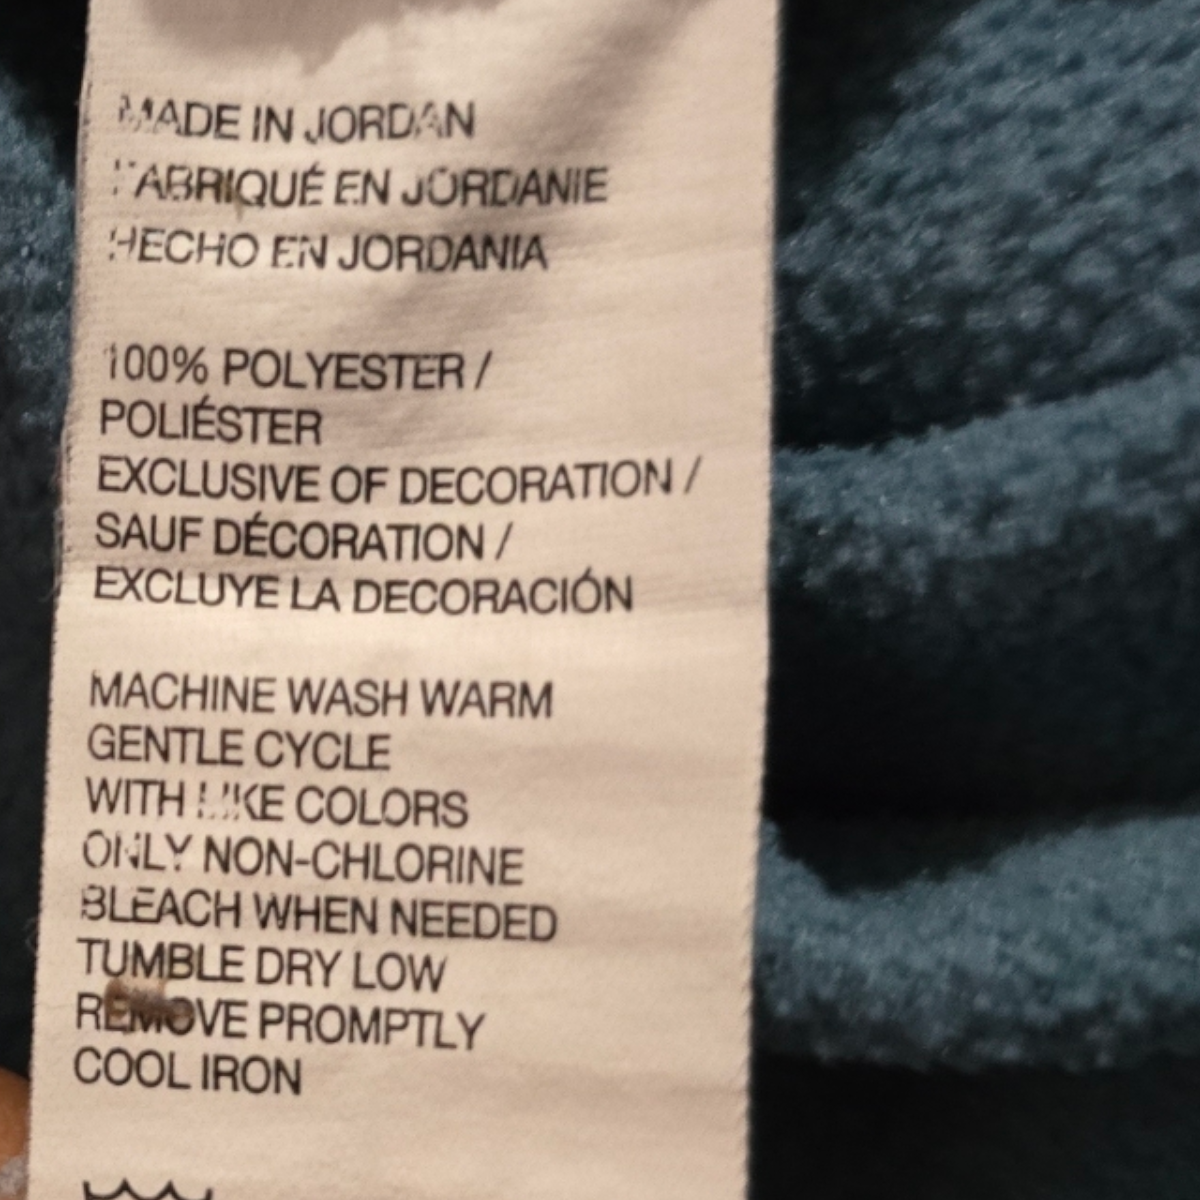 MADE IN JORDAN
FABRIQUÉ EN JORDANIE
HECHO EN JORDANIA
100% POLYESTER /
POLIÉSTER
EXCLUSIVE OF DECORATION /
SAUF DÉCORATION /
EXCLUYE LA DECORACIÓN
MACHINE WASH WARM
GENTLE CYCLE
WITH LIKE COLORS
ONLY NON-CHLORINE
BLEACH WHEN NEEDED
TUMBLE DRY LOW
REMOVE PROMPTLY
COOL IRON